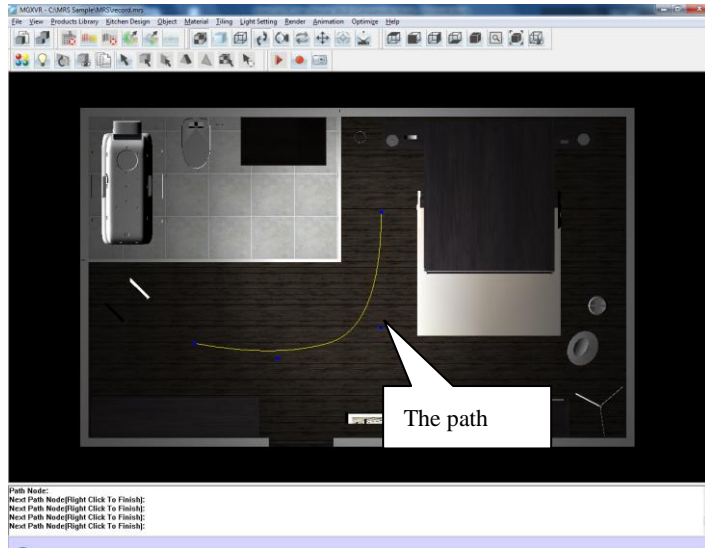 MGXVR - C:\MRS Sample\MRS\record.mrs
File View Products Library Kitchen Design Object Material Tiling Light Setting Render Animation Optimize Help
The path
Path Node:
Next Path Node[Right Click To Finish]:
Next Path Node[Right Click To Finish]:
Next Path Node[Right Click To Finish]:
Next Path Node[Right Click To Finish]: